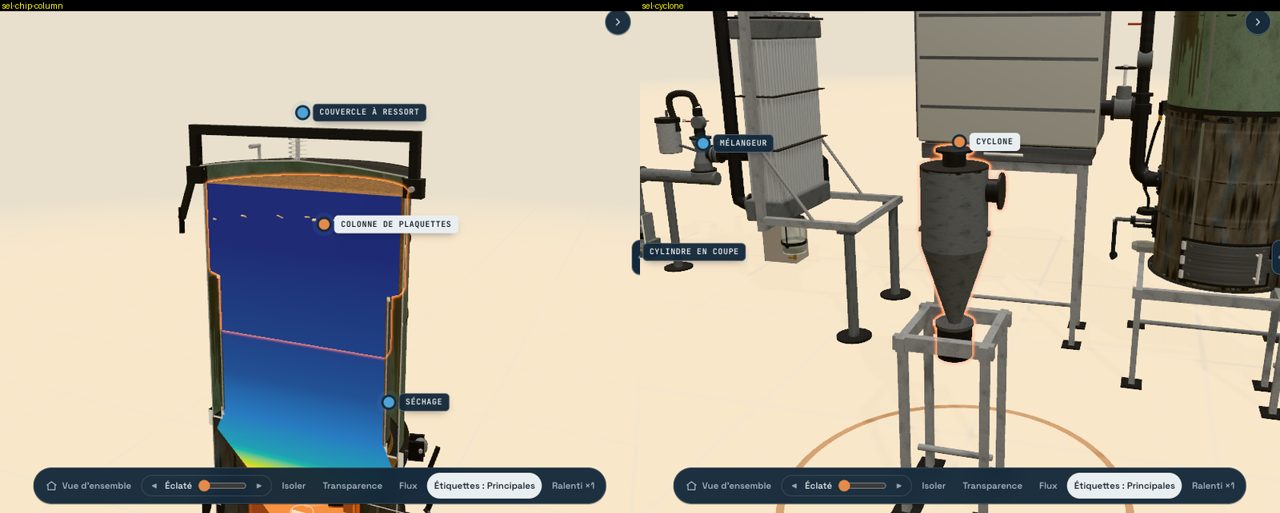 sel-chip-column
COUVERCLE À RESSORT
COLONNE DE PLAQUETTES
SÉCHAGE
Vue d'ensemble
Éclaté
Isoler
Transparence
Flux
Étiquettes : Principales
Ralenti ×1
sel-cyclone
CYCLONE
MÉLANGEUR
CYLINDRE EN COUPE
Vue d'ensemble
Éclaté
Isoler
Transparence
Flux
Étiquettes : Principales
Ralenti ×1